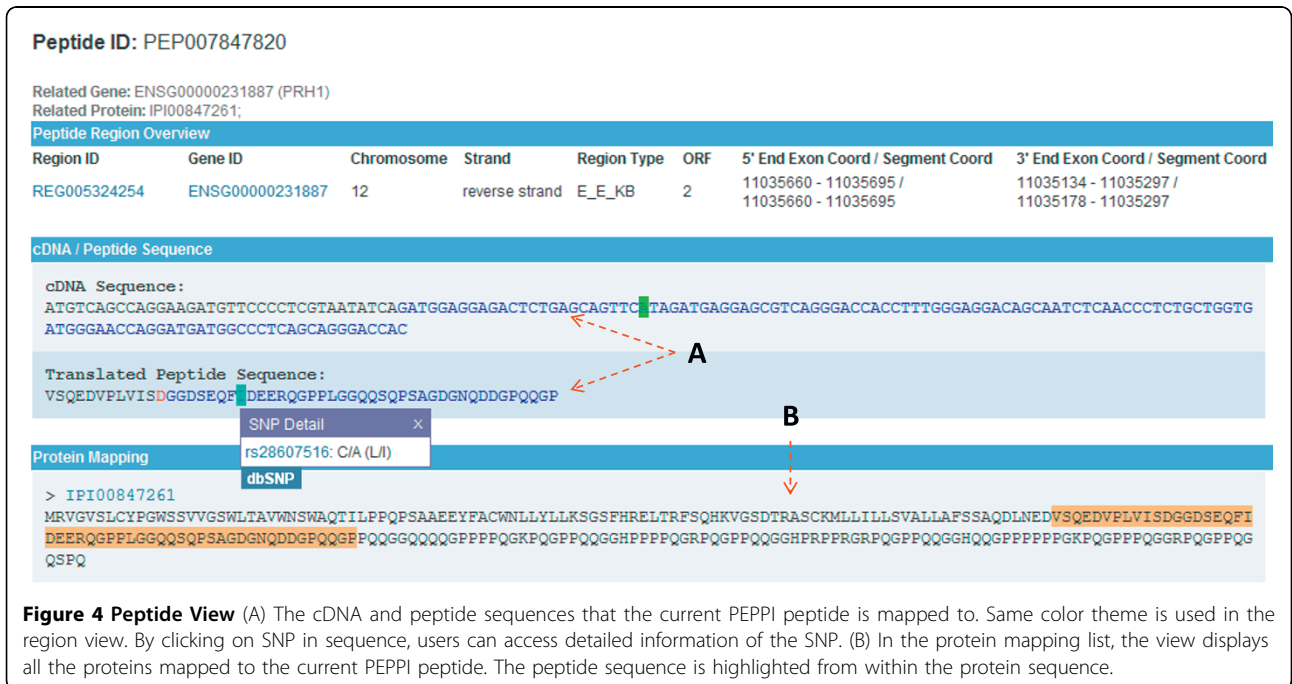 Peptide ID: PEP007847820
Related Gene: ENSG00000231887 (PRH1)
Related Protein: IPI00847261;
Peptide Region Overview
Region ID Gene ID Chromosome Strand Region Type ORF 5' End Exon Coord / Segment Coord 3' End Exon Coord / Segment Coord
REG005324254 ENSG00000231887 12 reverse strand E_E_KB 2 11035660 - 11035695 / 11035134 - 11035297 /
11035660 - 11035695 11035178 - 11035297
cDNA / Peptide Sequence
cDNA Sequence:
ATGTCAGCCAGGAAGATGTTCCCCTCGTAATATCAGATGGAGGAGACTCTGAGCAGTTCATAGATGAGGAGCGTCAGGGACCACCTTTGGGAGGACAGCAATCTCAACCCTCTGCTGGTG
ATGGGAACCAGGATGATGGCCCTCAGCAGGGACCAC
A
Translated Peptide Sequence:
VSQEDVPLVISDGGDSEQFIDEERQGPPLGGQQSQPSAGDGNQDDGPQQGP
SNP Detail X
rs28607516: C/A (L/I)
dbSNP
B
Protein Mapping
> IPI00847261
MRVGVSLCYPGWSSVVGSWLTAVWNSWAQTILPPQPSAAEEYFACWNLLYLLKSGSFHRELTRFSQHKVGSDTRASCKMLLILLSVALLAFSSAQDLNEDVSQEDVPLVISDGGDSEQFI
DEERQGPPLGGQQSQPSAGDGNQDDGPQQGPPQQGGQQQQGPPPPQGKPQGPPQQGGHPPPPQGRPQGPPQQGGHPRPPRGRPQGPPQQGGHQQGPPPPPPGKPQGPPPQGGRPQGPPQG
QSPQ
Figure 4 Peptide View (A) The cDNA and peptide sequences that the current PEPPI peptide is mapped to. Same color theme is used in the
region view. By clicking on SNP in sequence, users can access detailed information of the SNP. (B) In the protein mapping list, the view displays
all the proteins mapped to the current PEPPI peptide. The peptide sequence is highlighted from within the protein sequence.